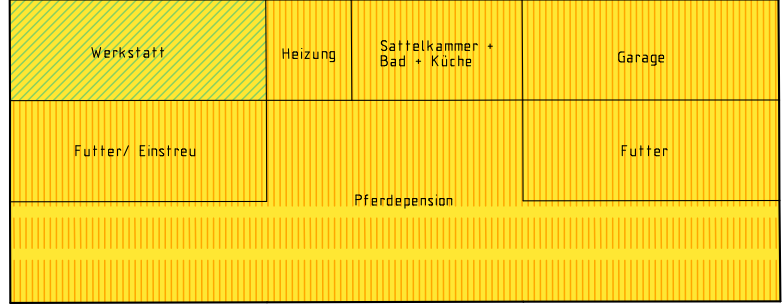 Werkstatt
Heizung
Sattelkammer +
Bad + Küche
Garage
Futter/ Einstreu
Futter
Pferdepension